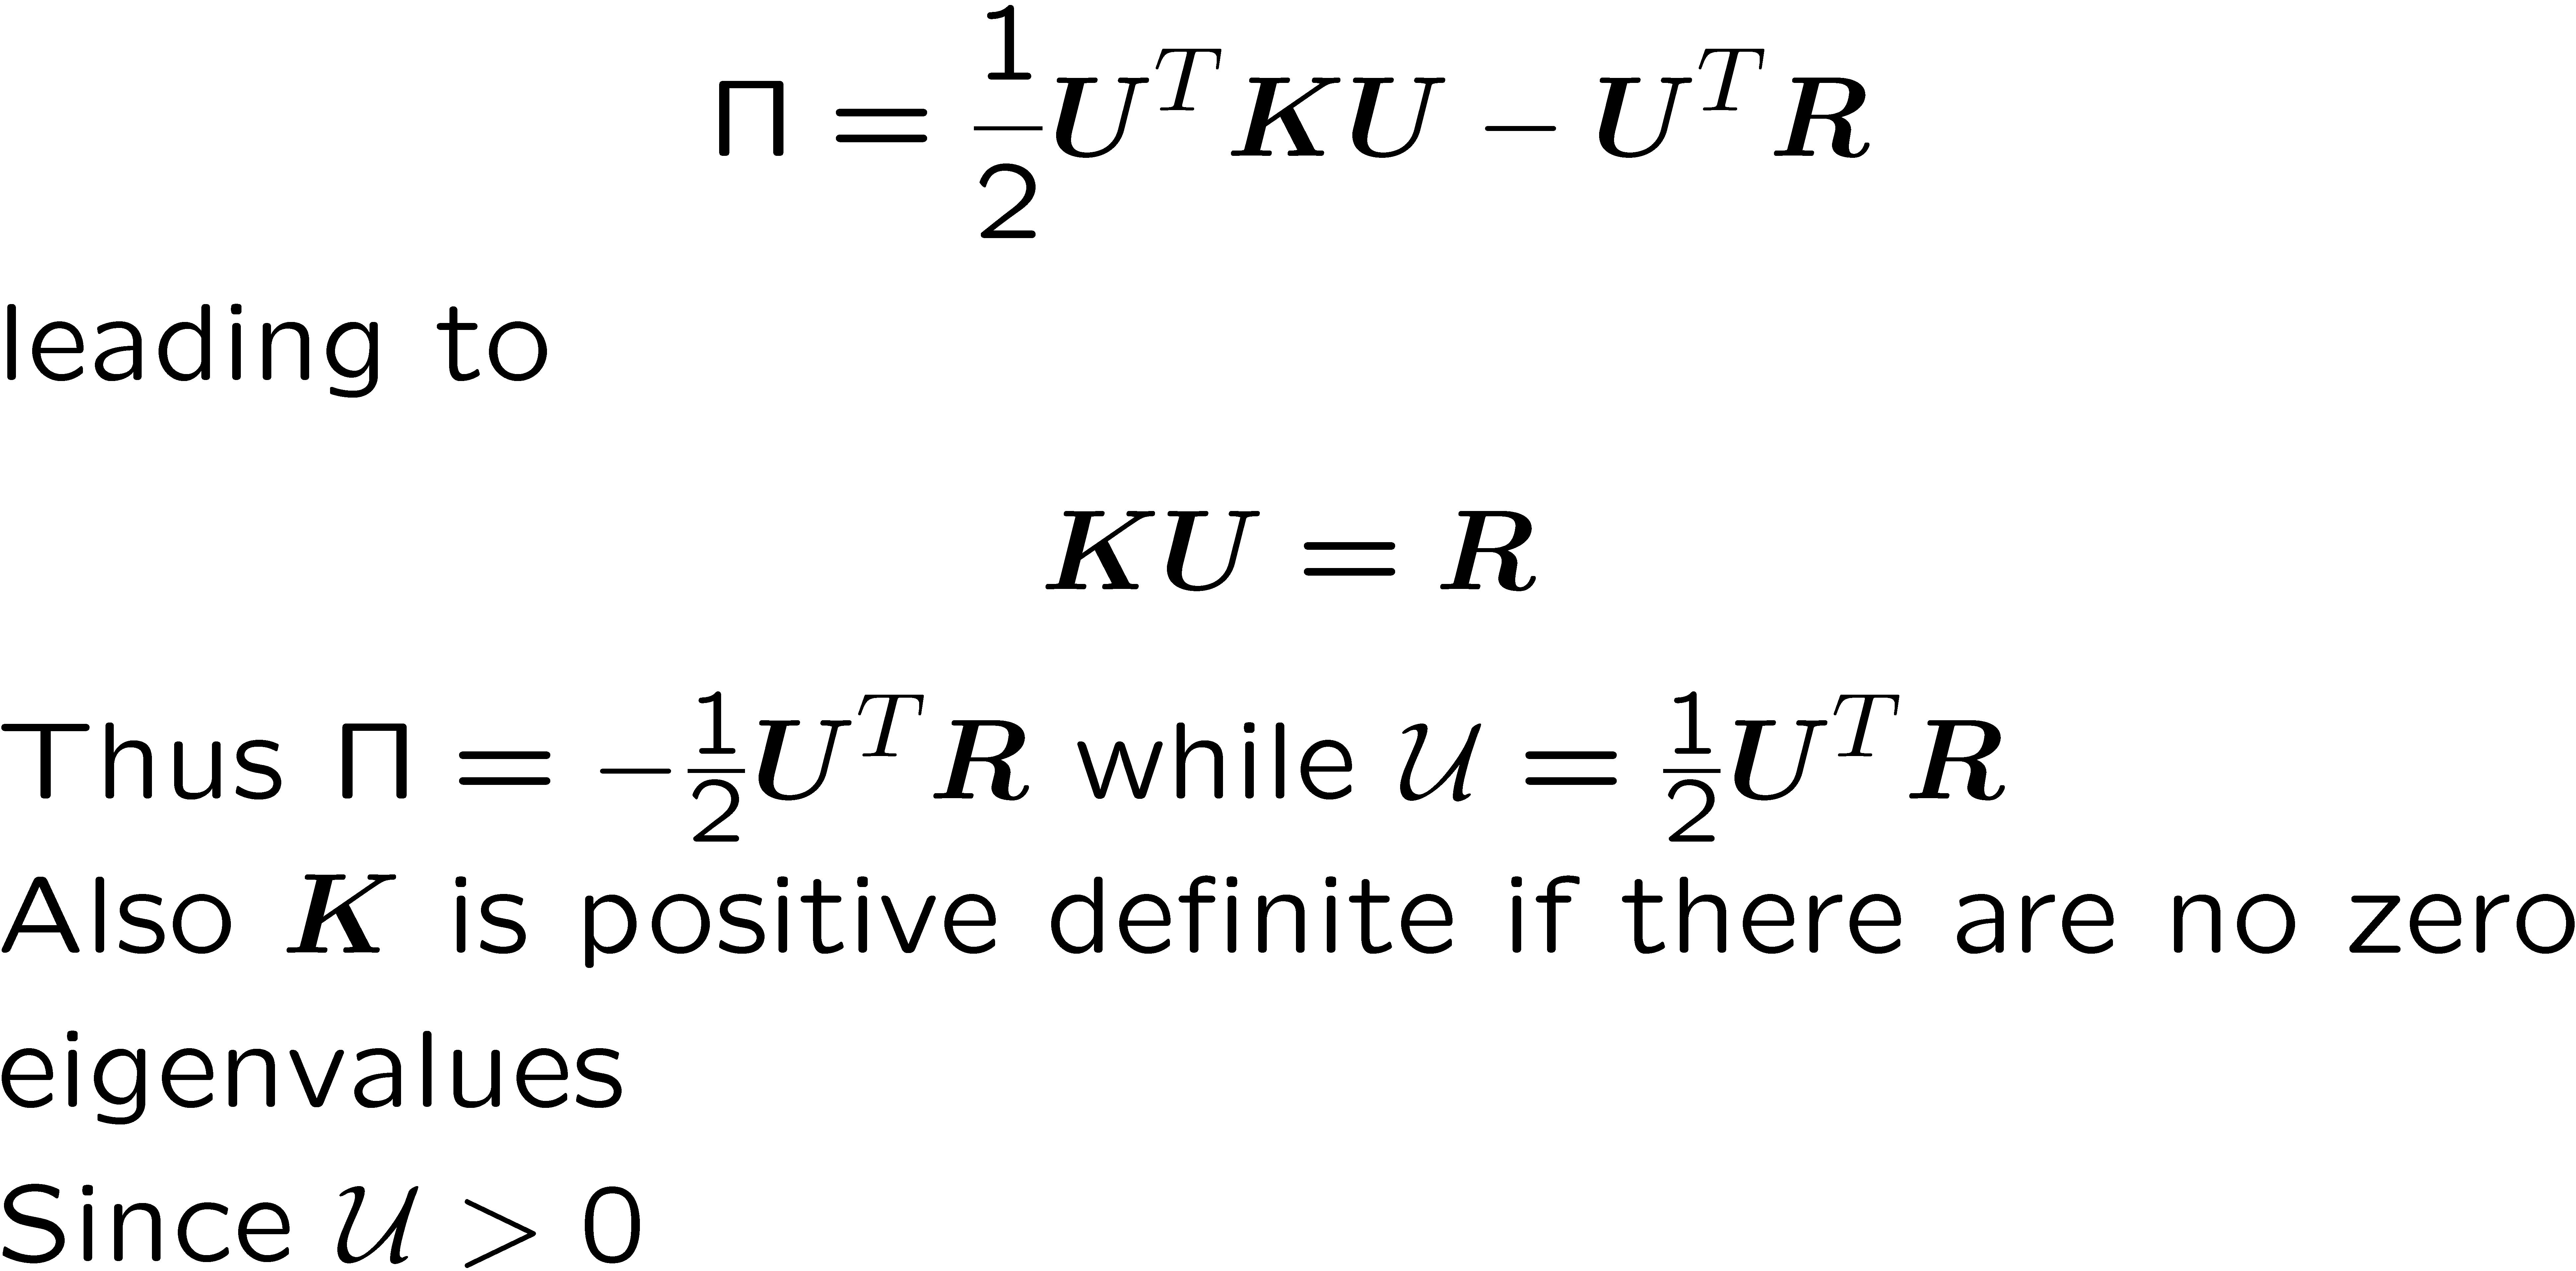 Π = 1/2 U^T K U − U^T R
leading to
K U = R
Thus Π = −1/2 U^T R while 𝒰 = 1/2 U^T R
Also K is positive definite if there are no zero
eigenvalues
Since 𝒰 > 0